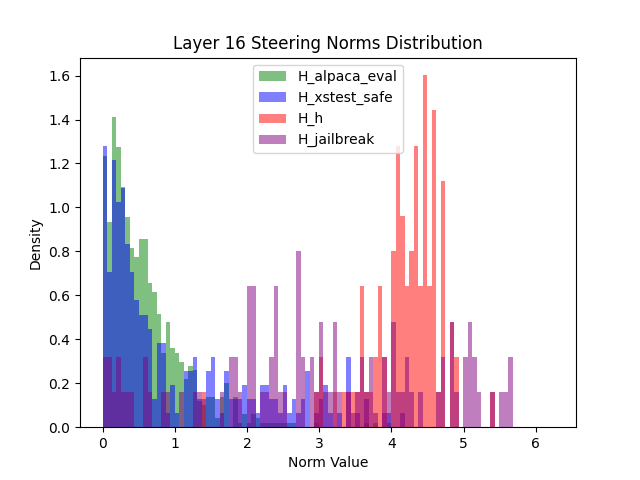 Layer 16 Steering Norms Distribution
H_alpaca_eval
H_xstest_safe
H_h
H_jailbreak
Density
1.6
1.4
1.2
1.0
0.8
0.6
0.4
0.2
0.0
0 1 2 3 4 5 6
Norm Value